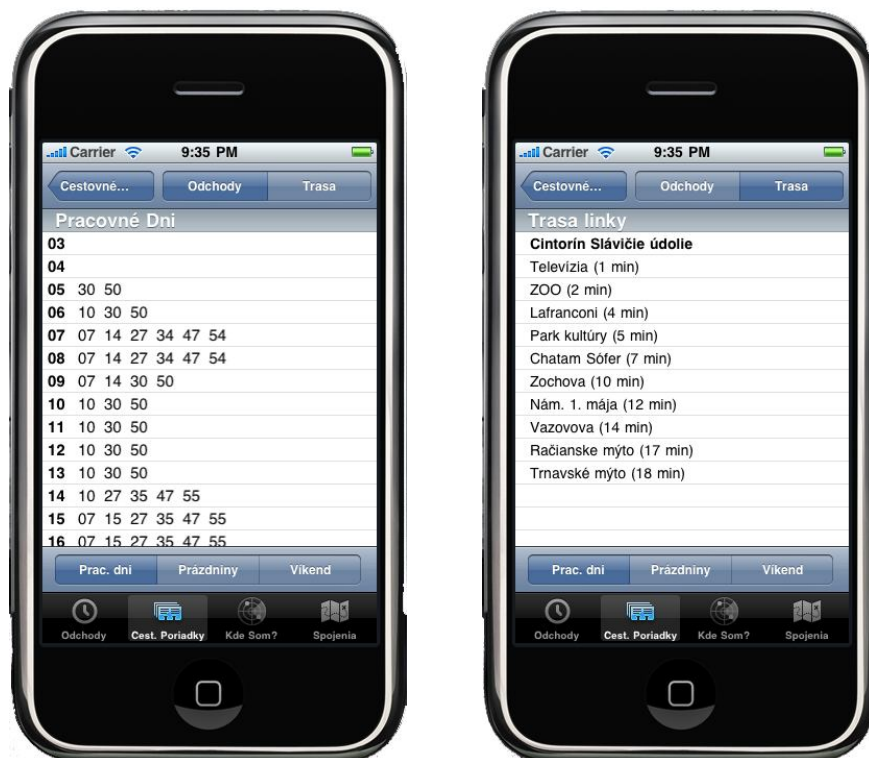 Carrier 9:35 PM
Cestovné... Odchody Trasa
Pracovné Dni
03
04
05 30 50
06 10 30 50
07 07 14 27 34 47 54
08 07 14 27 34 47 54
09 07 14 30 50
10 10 30 50
11 10 30 50
12 10 30 50
13 10 30 50
14 10 27 35 47 55
15 07 15 27 35 47 55
16 07 15 27 35 47 55
Prac. dni Prázdniny Víkend
Odchody Cest. Poriadky Kde Som? Spojenia
Carrier 9:35 PM
Cestovné... Odchody Trasa
Trasa linky
Cintorín Slávičie údolie
Televízia (1 min)
ZOO (2 min)
Lafranconi (4 min)
Park kultúry (5 min)
Chatam Sófer (7 min)
Zochova (10 min)
Nám. 1. mája (12 min)
Vazovova (14 min)
Račianske mýto (17 min)
Trnavské mýto (18 min)
Prac. dni Prázdniny Víkend
Odchody Cest. Poriadky Kde Som? Spojenia